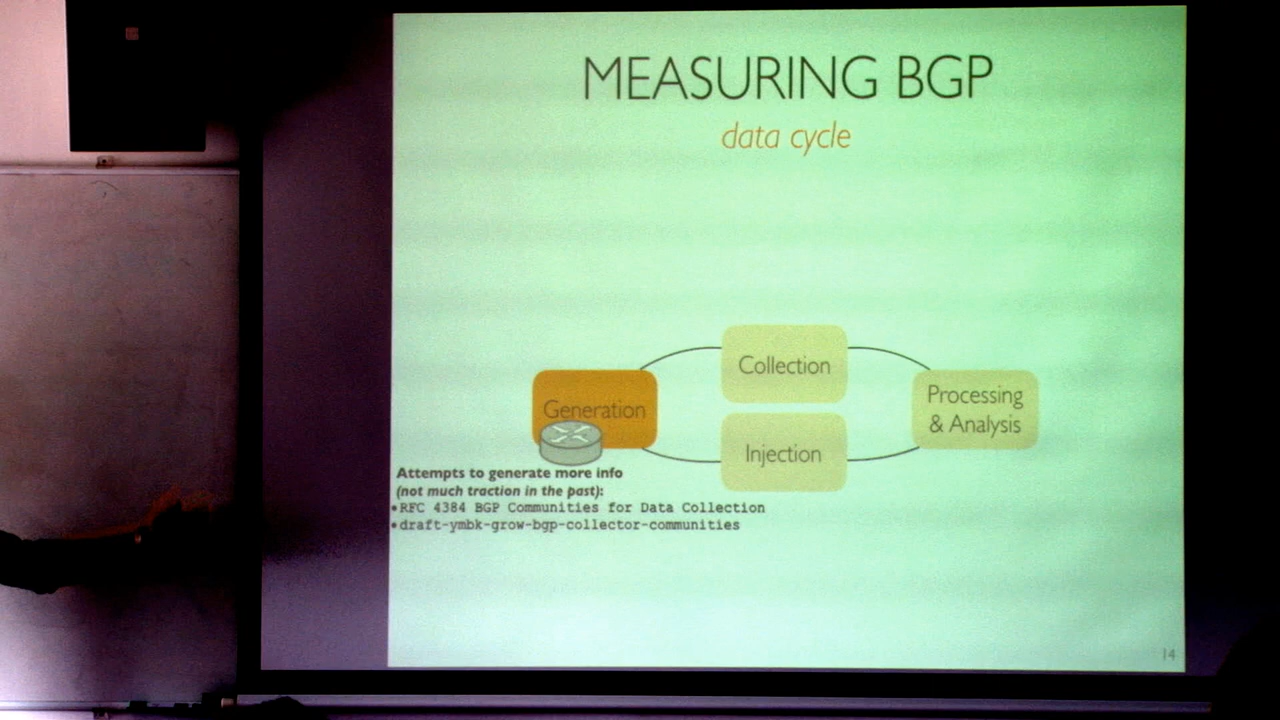 MEASURING BGP
data cycle
Collection
Generation
Processing
& Analysis
Injection
Attempts to generate more info
(not much traction in the past):
•RFC 4384 BGP Communities for Data Collection
•draft-ymbk-grow-bgp-collector-communities
14